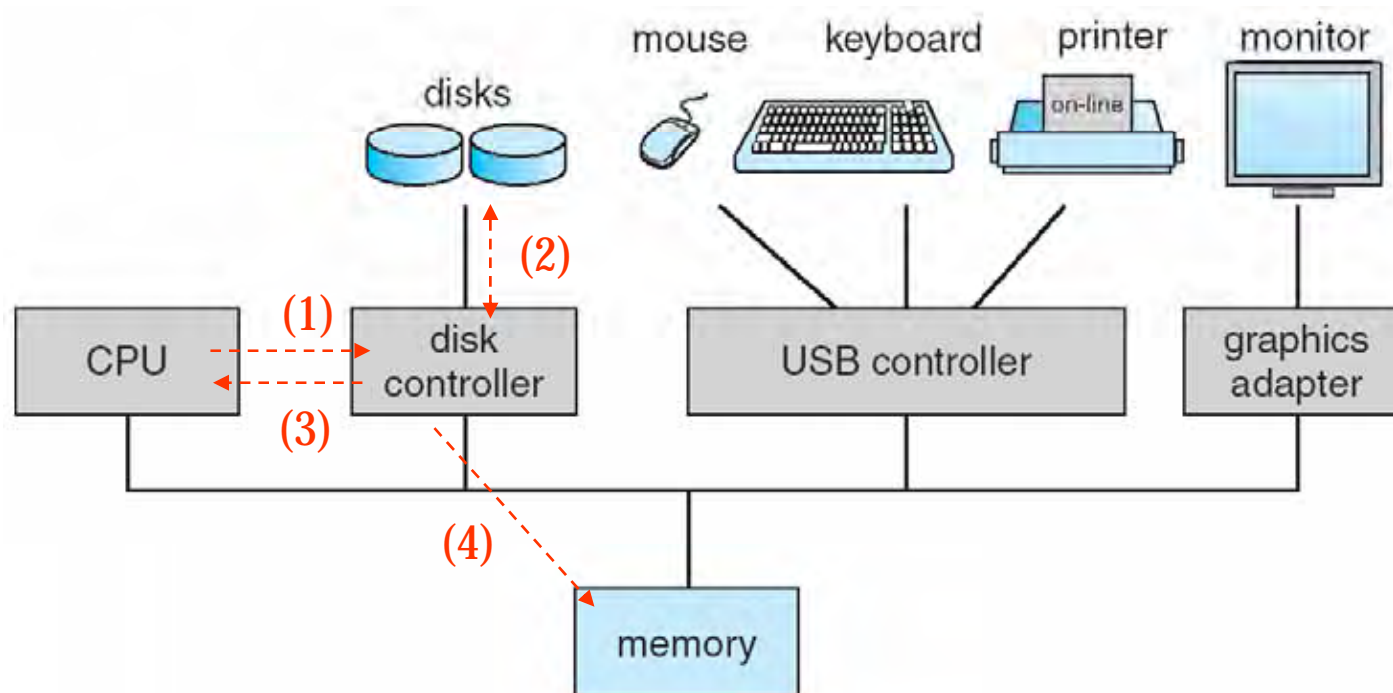 mouse
keyboard
printer
monitor
disks
on-line
(2)
(1)
CPU
disk
controller
USB controller
graphics
adapter
(3)
(4)
memory